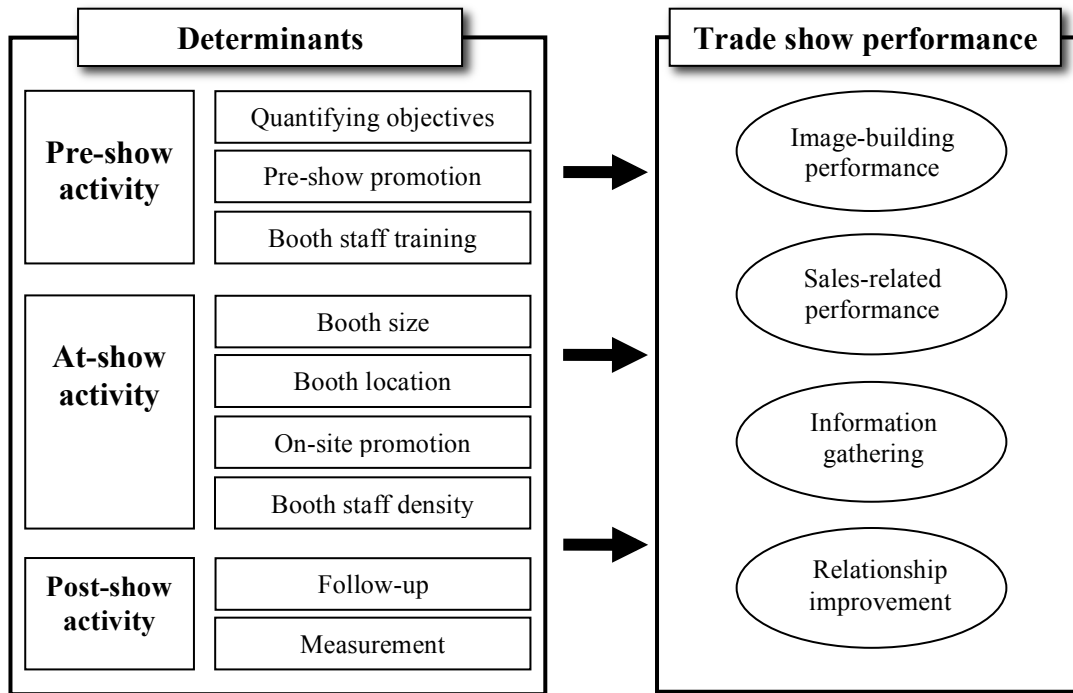 Determinants
Pre-show
activity
Quantifying objectives
Pre-show promotion
Booth staff training
At-show
activity
Booth size
Booth location
On-site promotion
Booth staff density
Post-show
activity
Follow-up
Measurement
Trade show performance
Image-building
performance
Sales-related
performance
Information
gathering
Relationship
improvement